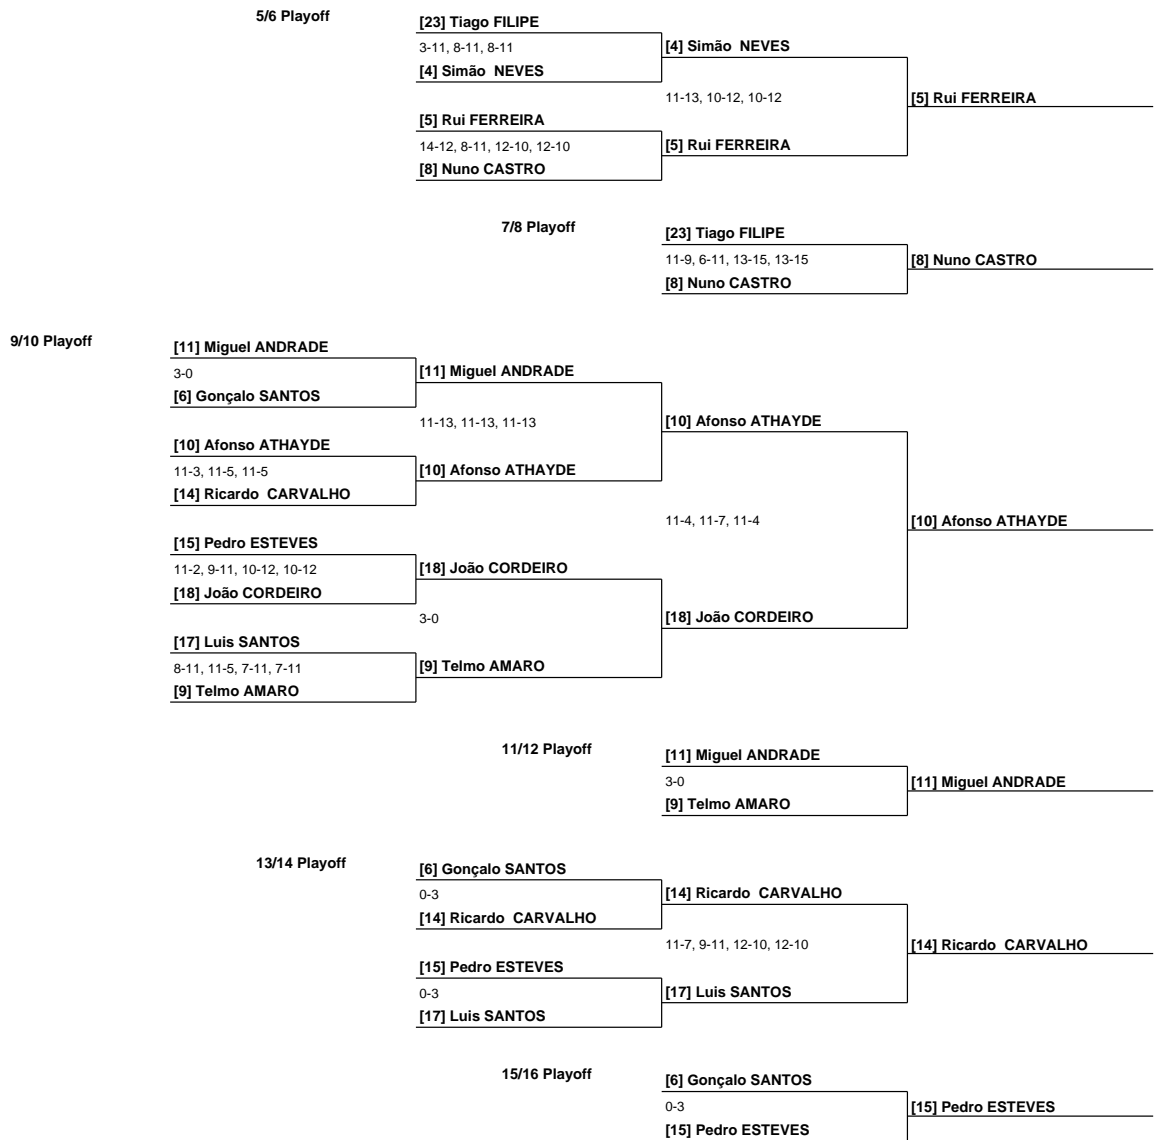 5/6 Playoff
[23] Tiago FILIPE
3-11, 8-11, 8-11
[4] Simão  NEVES
[4] Simão  NEVES
11-13, 10-12, 10-12
[5] Rui FERREIRA
[5] Rui FERREIRA
14-12, 8-11, 12-10, 12-10
[5] Rui FERREIRA
[8] Nuno CASTRO
7/8 Playoff
[23] Tiago FILIPE
11-9, 6-11, 13-15, 13-15
[8] Nuno CASTRO
[8] Nuno CASTRO
9/10 Playoff
[11] Miguel ANDRADE
3-0
[11] Miguel ANDRADE
[6] Gonçalo SANTOS
11-13, 11-13, 11-13
[10] Afonso ATHAYDE
[10] Afonso ATHAYDE
11-3, 11-5, 11-5
[10] Afonso ATHAYDE
[14] Ricardo  CARVALHO
11-4, 11-7, 11-4
[10] Afonso ATHAYDE
[15] Pedro ESTEVES
11-2, 9-11, 10-12, 10-12
[18] João CORDEIRO
[18] João CORDEIRO
3-0
[18] João CORDEIRO
[17] Luis SANTOS
8-11, 11-5, 7-11, 7-11
[9] Telmo AMARO
[9] Telmo AMARO
11/12 Playoff
[11] Miguel ANDRADE
3-0
[11] Miguel ANDRADE
[9] Telmo AMARO
13/14 Playoff
[6] Gonçalo SANTOS
0-3
[14] Ricardo  CARVALHO
[14] Ricardo  CARVALHO
11-7, 9-11, 12-10, 12-10
[14] Ricardo  CARVALHO
[15] Pedro ESTEVES
0-3
[17] Luis SANTOS
[17] Luis SANTOS
15/16 Playoff
[6] Gonçalo SANTOS
0-3
[15] Pedro ESTEVES
[15] Pedro ESTEVES